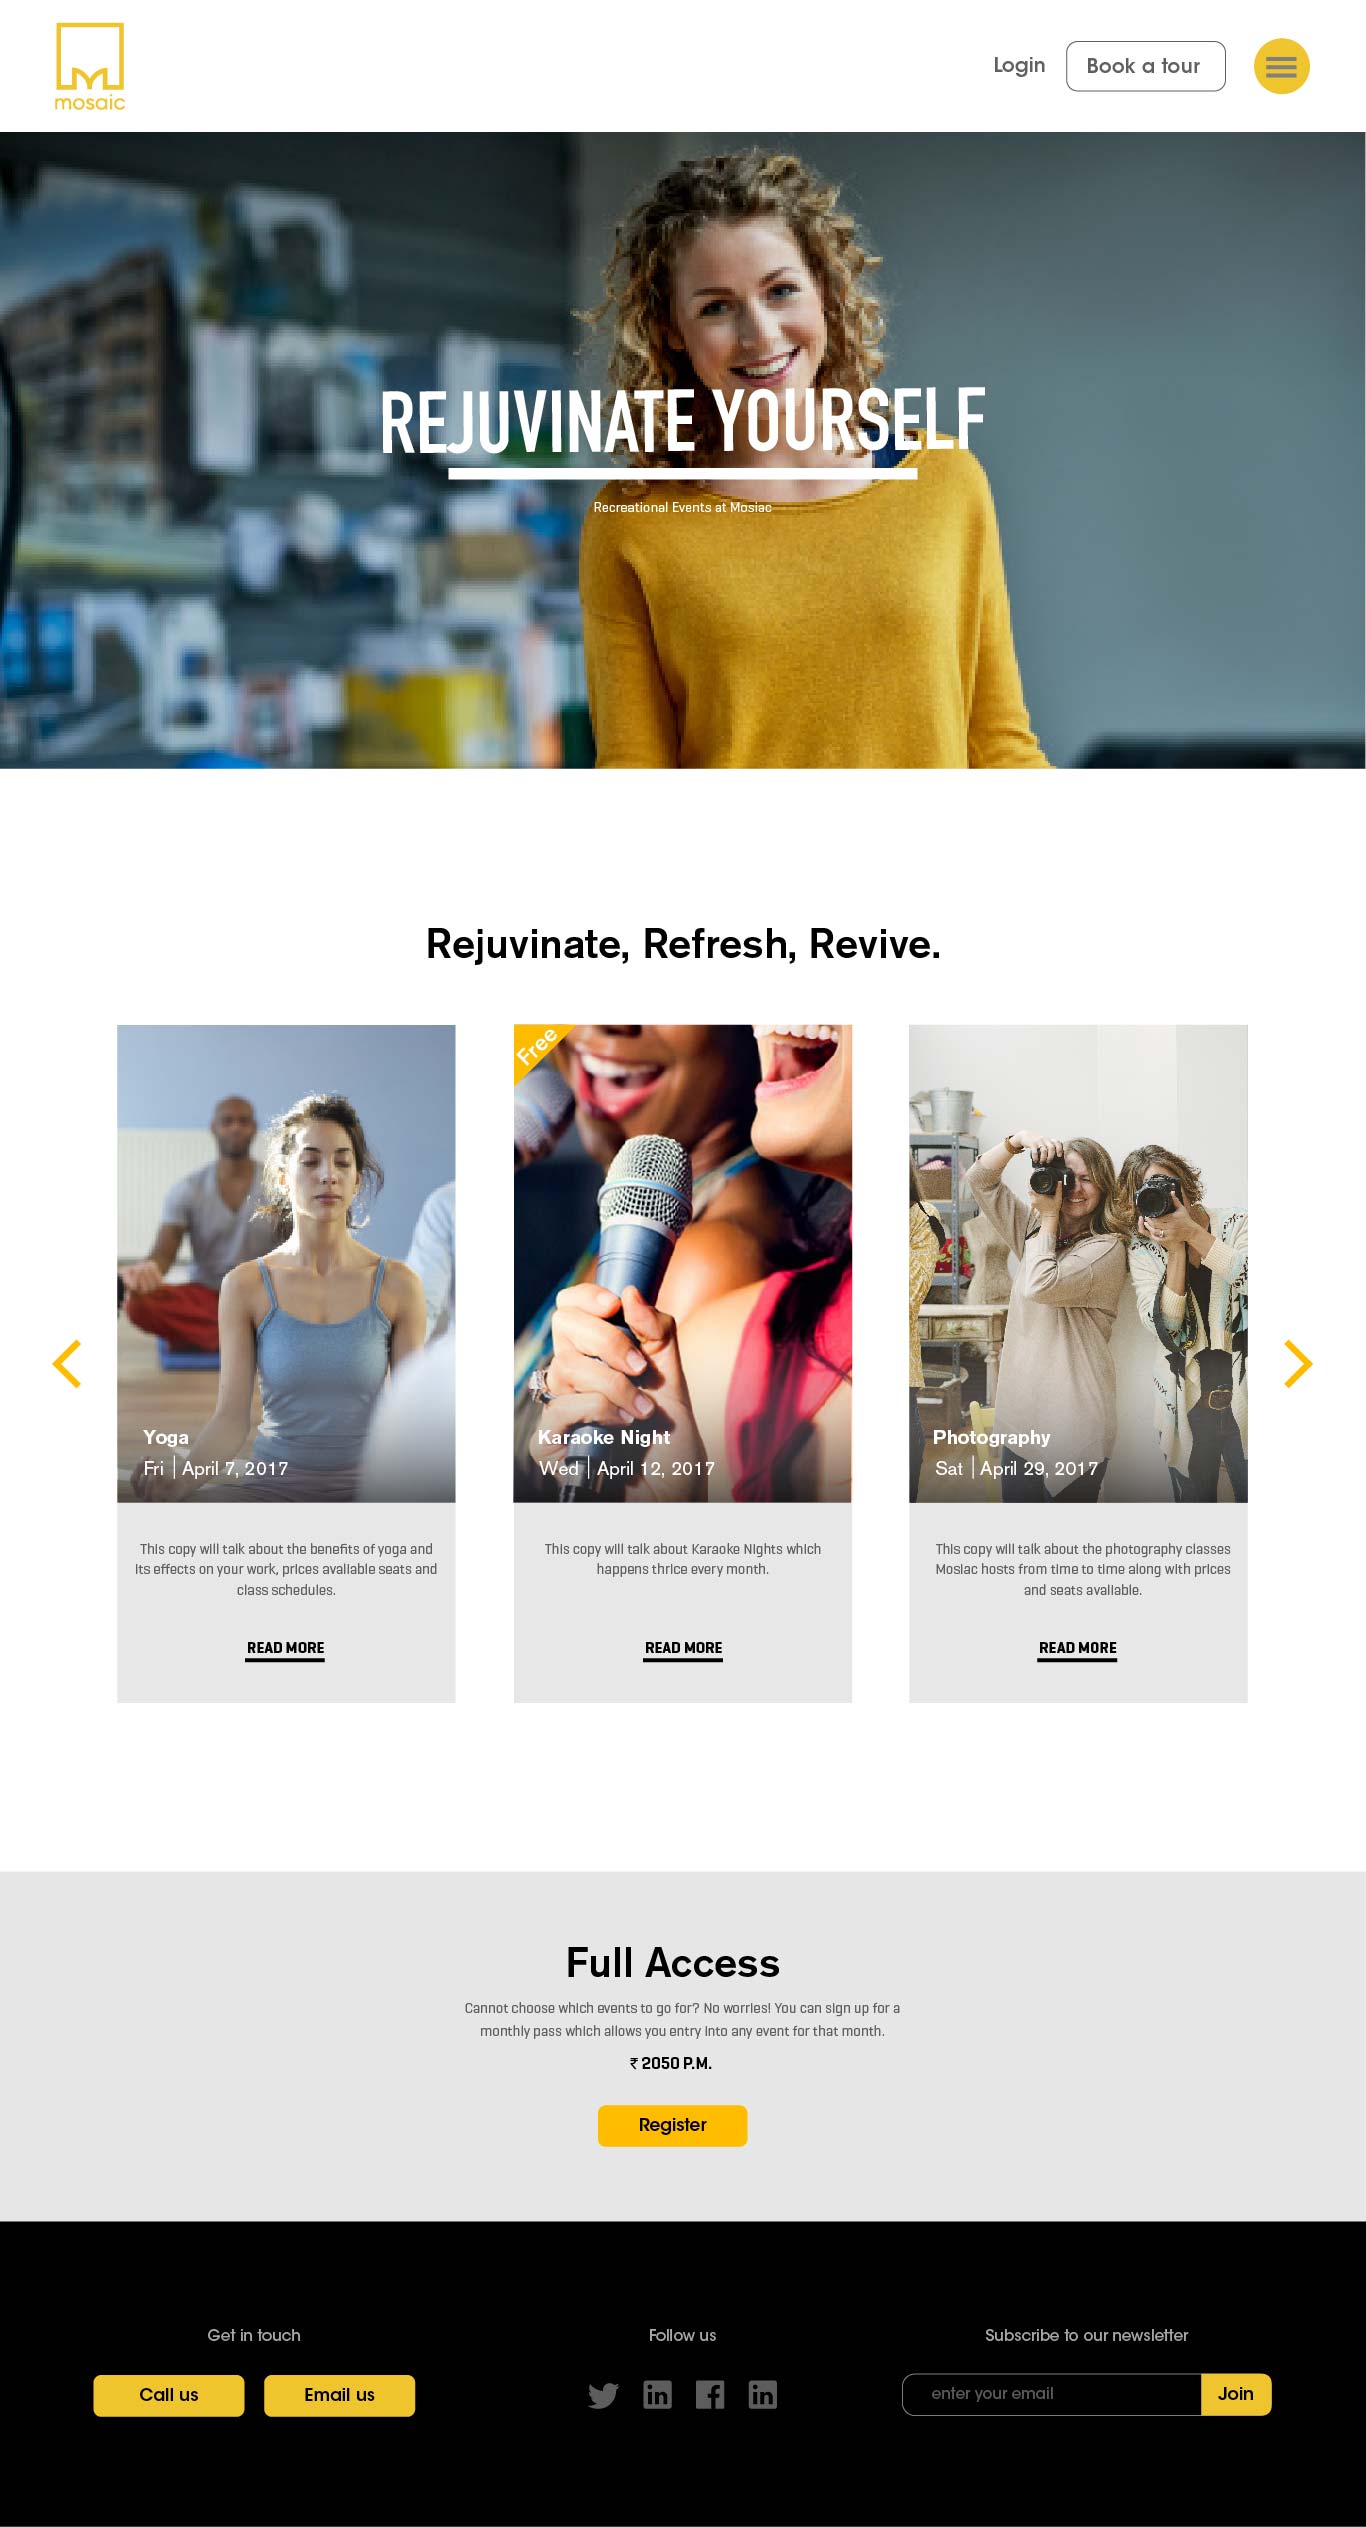 mosaic
Login
Book a tour
REJUVINATE YOURSELF
Recreational Events at Mosiac
Rejuvinate, Refresh, Revive.
Free
Yoga
Fri | April 7, 2017
This copy will talk about the benefits of yoga and
its effects on your work, prices available seats and
class schedules.
READ MORE
Karaoke Night
Wed | April 12, 2017
This copy will talk about Karaoke Nights which
happens thrice every month.
READ MORE
Photography
Sat | April 29, 2017
This copy will talk about the photography classes
Mosiac hosts from time to time along with prices
and seats available.
READ MORE
Full Access
Cannot choose which events to go for? No worries! You can sign up for a
monthly pass which allows you entry into any event for that month.
₹ 2050 P.M.
Register
Get in touch
Call us
Email us
Follow us
in
f
in
Subscribe to our newsletter
enter your email
Join